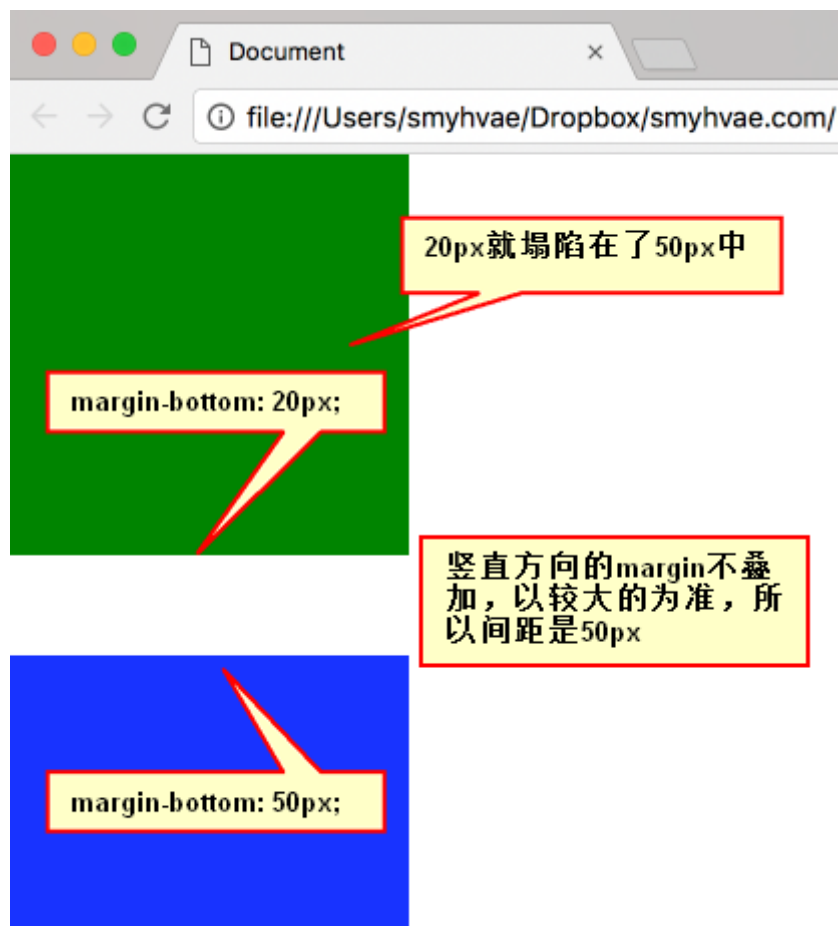 Document
file:///Users/smyhvae/Dropbox/smyhvae.com/
20px就塌陷在了50px中
margin-bottom: 20px;
竖直方向的margin不叠
加，以较大的为准，所
以间距是50px
margin-bottom: 50px;